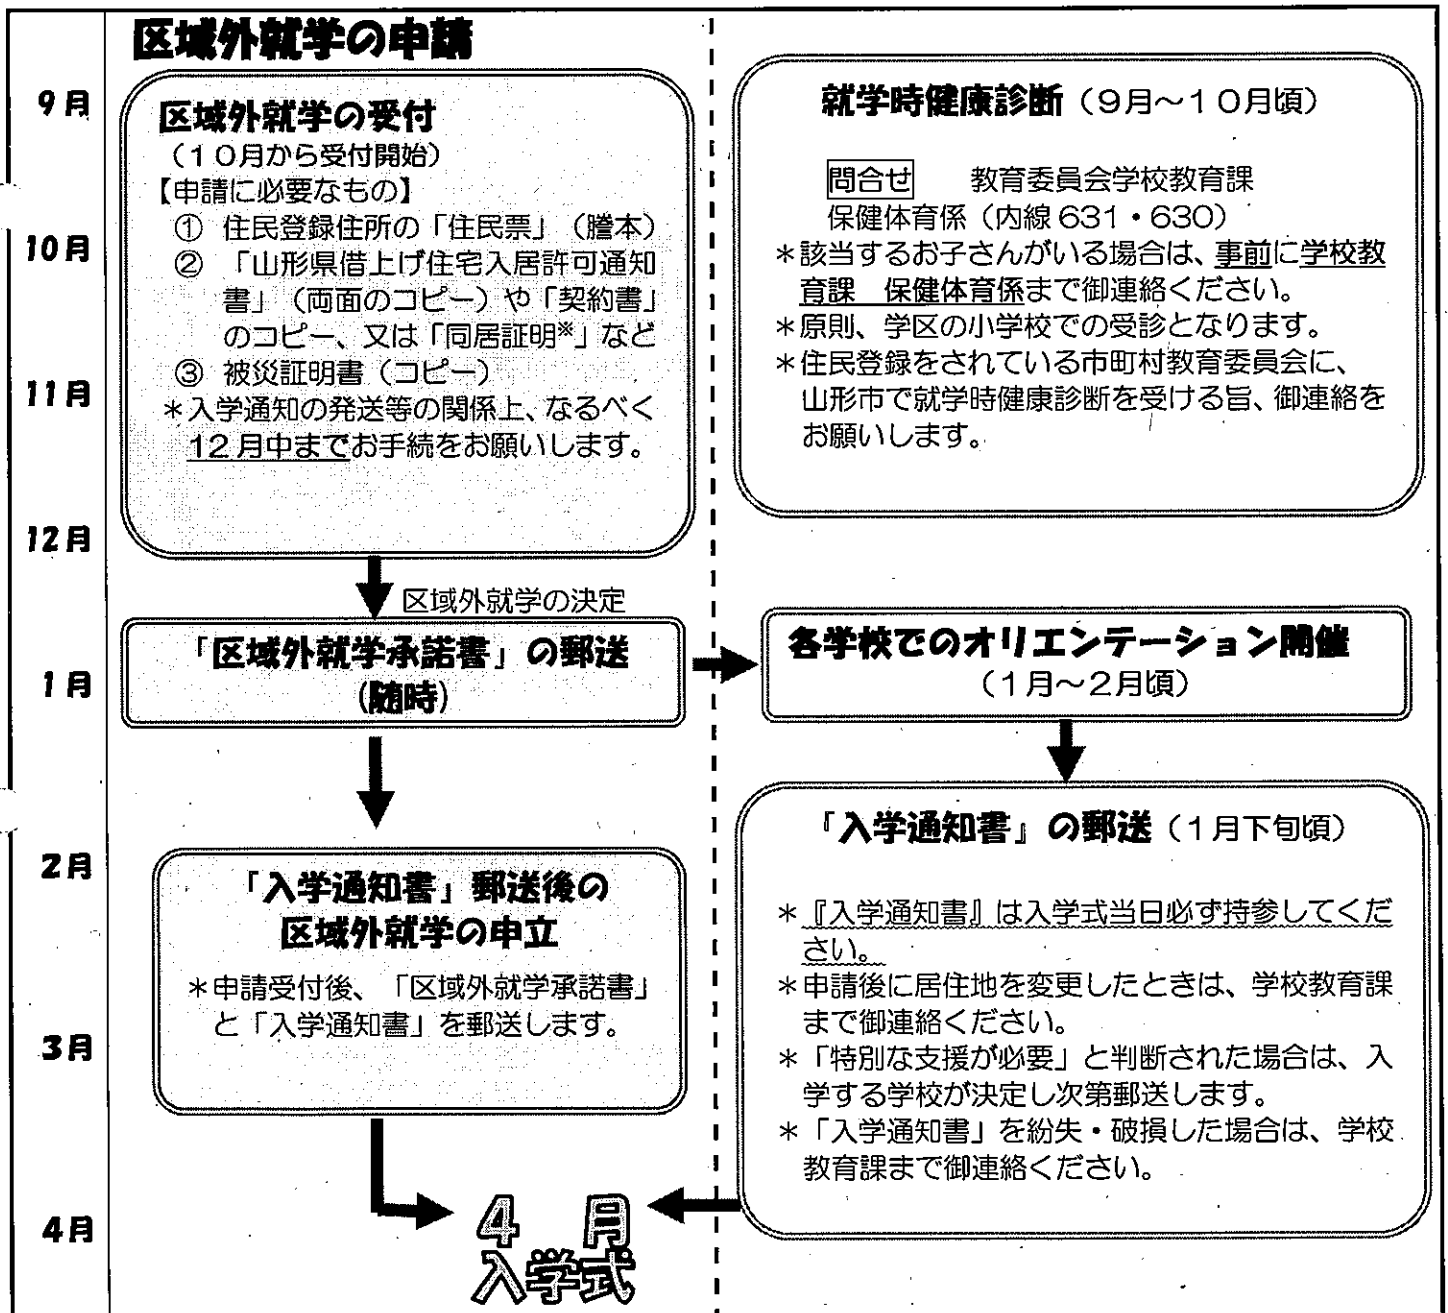 区域外就学の申請
9月
10月
11月
12月
1月
2月
3月
4月
区域外就学の受付
(10月から受付開始)
【申請に必要なもの】
① 住民登録住所の「住民票」(謄本)
② 「山形県借上げ住宅入居許可通知
書」(両面のコピー)や「契約書」
のコピー、又は「同居証明※」など
③ 被災証明書(コピー)
*入学通知の発送等の関係上、なるべく
12月中までお手続をお願いします。
区域外就学の決定
「区域外就学承諾書」の郵送
(随時)
「入学通知書」郵送後の
区域外就学の申立
*申請受付後、「区域外就学承諾書」
と「入学通知書」を郵送します。
就学時健康診断(9月~10月頃)
問合せ 教育委員会学校教育課
保健体育係(内線631・630)
*該当するお子さんがいる場合は、事前に学校教
育課 保健体育係まで御連絡ください。
*原則、学区の小学校での受診となります。
*住民登録をされている市町村教育委員会に、
山形市で就学時健康診断を受ける旨、御連絡を
お願いします。
各学校でのオリエンテーション開催
(1月~2月頃)
『入学通知書』の郵送(1月下旬頃)
*『入学通知書』は入学式当日必ず持参してくだ
さい。
*申請後に居住地を変更したときは、学校教育課
まで御連絡ください。
*「特別な支援が必要」と判断された場合は、入
学する学校が決定し次第郵送します。
*「入学通知書」を紛失・破損した場合は、学校
教育課まで御連絡ください。
4月
入学式